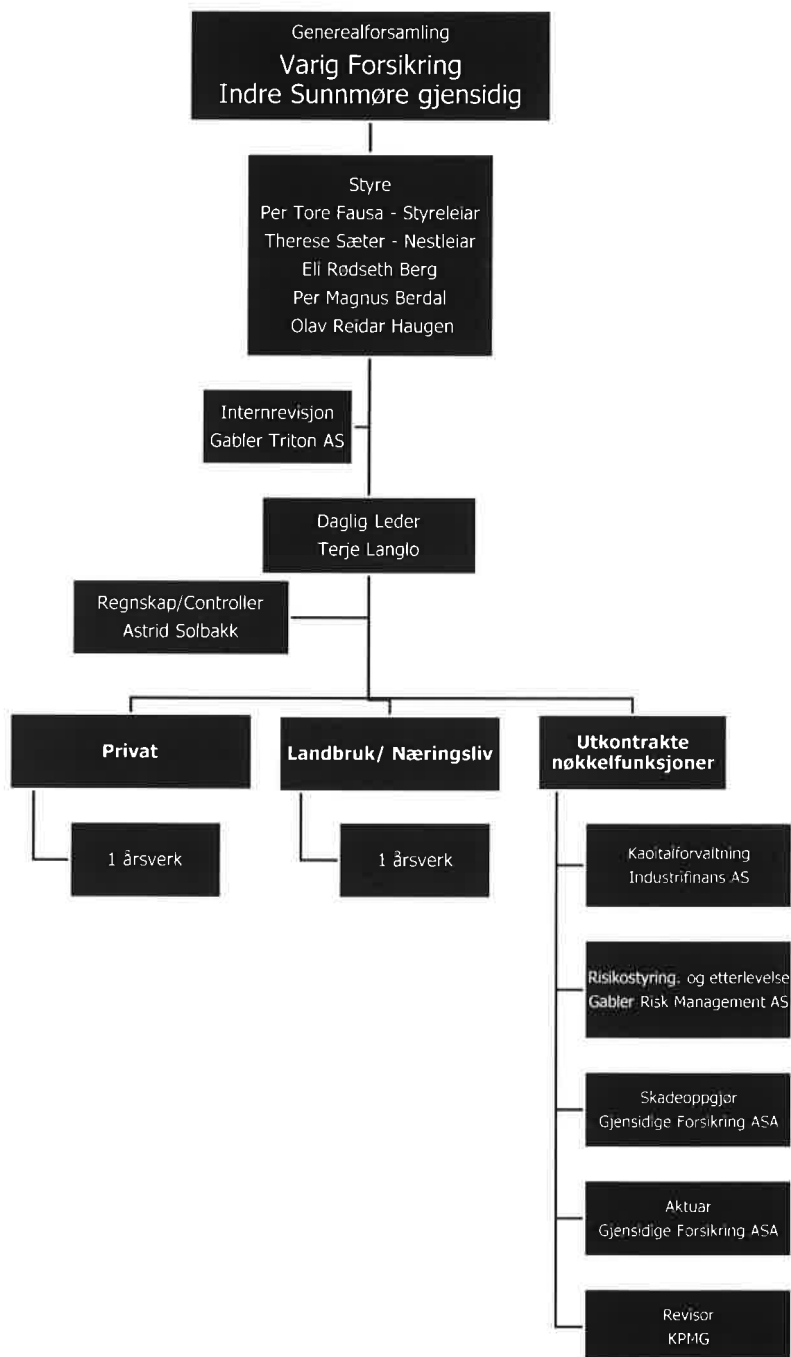 Generealforsamling
Varig Forsikring
Indre Sunnmøre gjensidig
Styre
Per Tore Fausa - Styreleiar
Therese Sæter - Nestleiar
Eli Rødseth Berg
Per Magnus Berdal
Olav Reidar Haugen
Internrevisjon
Gabler Triton AS
Daglig Leder
Terje Langlo
Regnskap/Controller
Astrid Solbakk
Privat
1 årsverk
Landbruk/ Næringsliv
1 årsverk
Utkontrakte
nøkkelfunksjoner
Kaoitalforvaltning
Industrifinans AS
Risikostyring. og etterlevelse
Gabler Risk Management AS
Skadeoppgjør
Gjensidige Forsikring ASA
Aktuar
Gjensidige Forsikring ASA
Revisor
KPMG